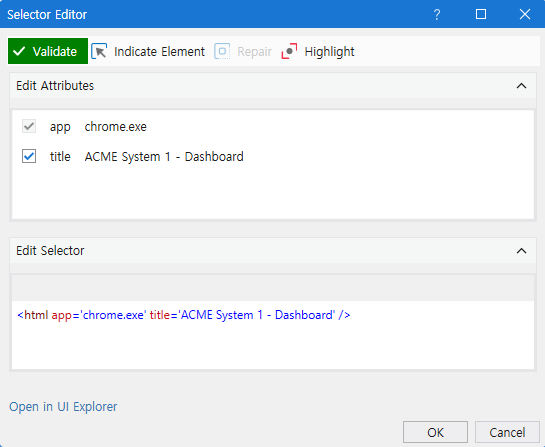 Selector Editor
?
Validate Indicate Element Repair Highlight
Edit Attributes
app chrome.exe
title ACME System 1 - Dashboard
Edit Selector
<html app='chrome.exe' title='ACME System 1 - Dashboard' />
Open in UI Explorer
OK Cancel